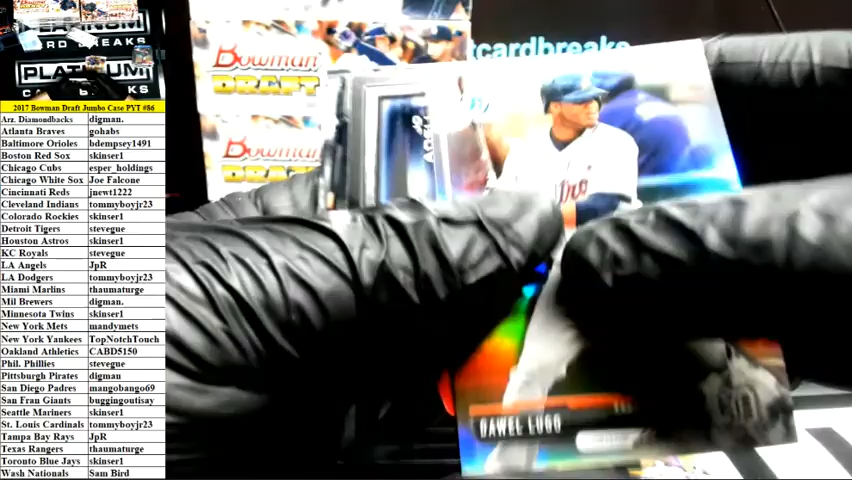 PLATINUM
CARD BREAKS
PLATINUM
2017 Bowman Draft Jumbo Case PYT #86
Arz. Diamondbacks digman.
Atlanta Braves gohabs
Baltimore Orioles bdempsey1491
Boston Red Sox skinser1
Chicago Cubs esper_holdings
Chicago White Sox Joe Falcone
Cincinati Reds jnewt1222
Cleveland Indians tommyboyjr23
Colorado Rockies skinser1
Detroit Tigers stevegue
Houston Astros skinser1
KC Royals stevegue
LA Angels JpR
LA Dodgers tommyboyjr23
Miami Marlins thaumaturge
Mil Brewers digman.
Minnesota Twins skinser1
New York Mets mandymets
New York Yankees TopNotchTouch
Oakland Athletics CABD5150
Phil. Phillies stevegue
Pittsburgh Pirates digman
San Diego Padres mangobango69
San Fran Giants buggingoutisay
Seattle Mariners skinser1
St. Louis Cardinals tommyboyjr23
Tampa Bay Rays JpR
Texas Rangers thaumaturge
Toronto Blue Jays skinser1
Wash Nationals Sam Bird
Bowman
DRAFT
Bowman
DRAFT
cardbreaks
DAWEL LUGO